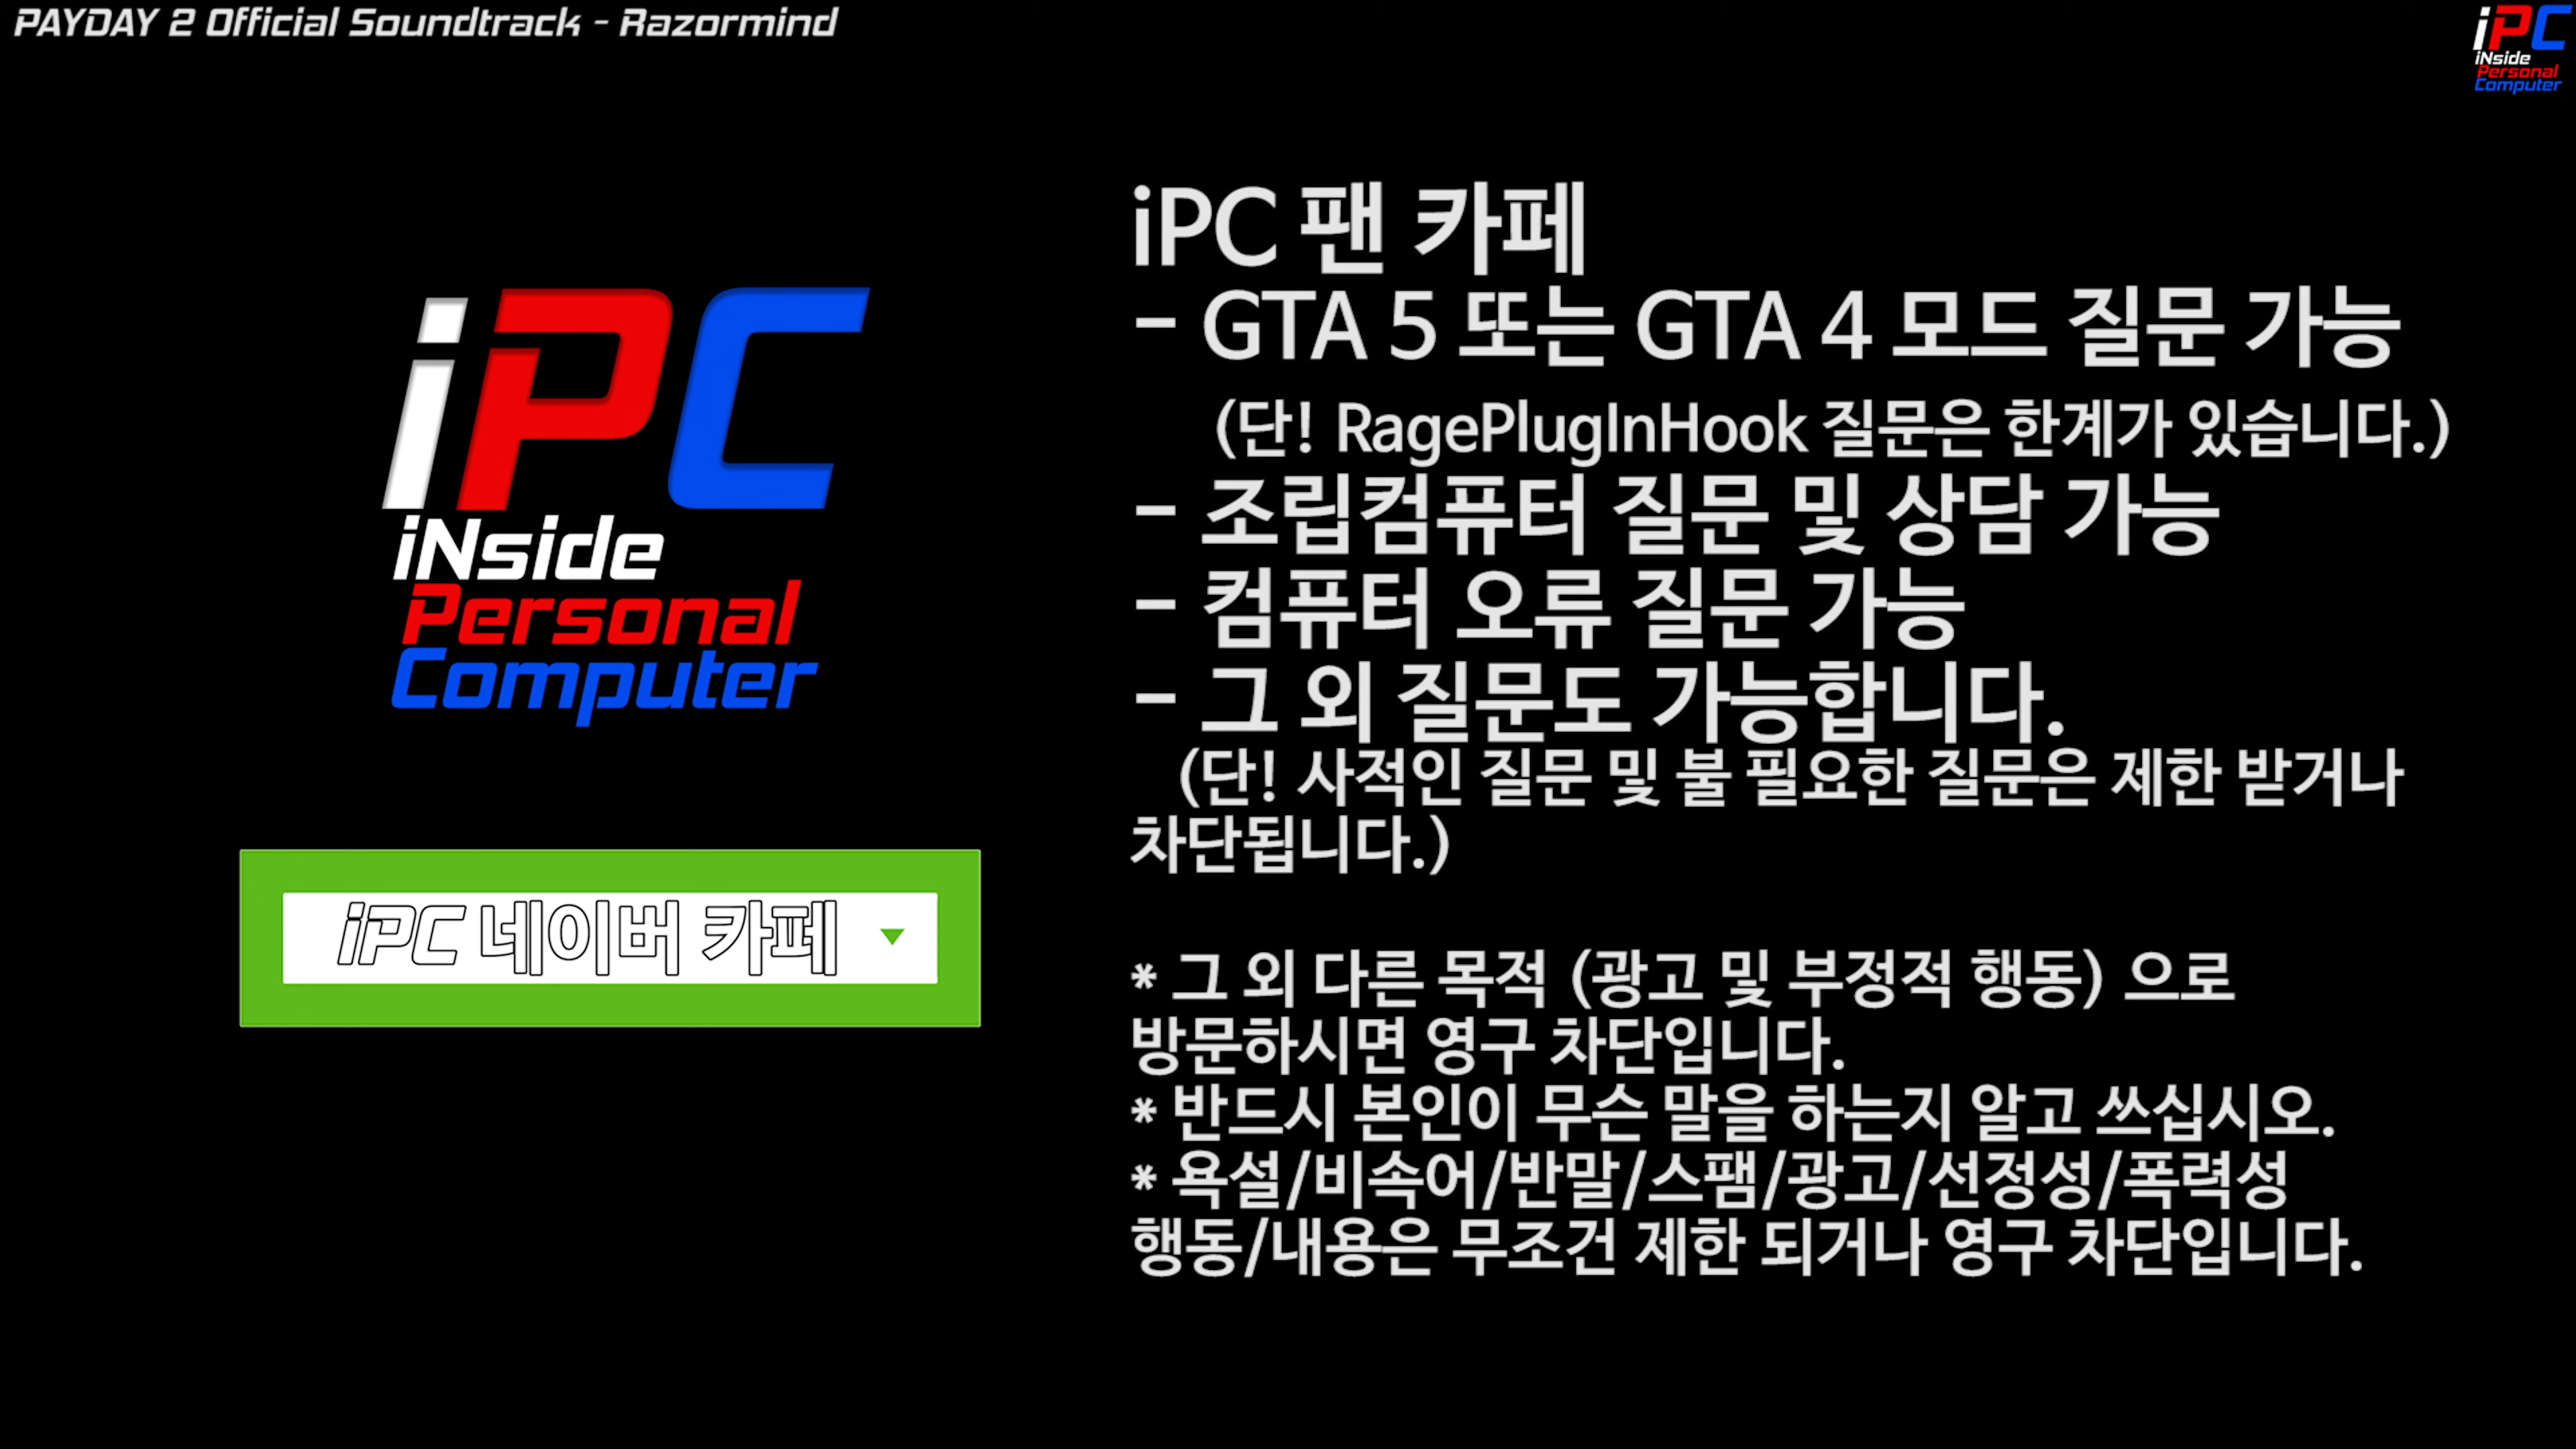 PAYDAY 2 Official Soundtrack - Razormind
iPC
iNside
Personal
Computer
iPC
iNside
Personal
Computer
iPC 네이버 카페
iPC 팬 카페
- GTA 5 또는 GTA 4 모드 질문 가능
(단! RagePlugInHook 질문은 한계가 있습니다.)
- 조립컴퓨터 질문 및 상담 가능
- 컴퓨터 오류 질문 가능
- 그 외 질문도 가능합니다.
(단! 사적인 질문 및 불 필요한 질문은 제한 받거나
차단됩니다.)
* 그 외 다른 목적 (광고 및 부정적 행동) 으로
방문하시면 영구 차단입니다.
* 반드시 본인이 무슨 말을 하는지 알고 쓰십시오.
* 욕설/비속어/반말/스팸/광고/선정성/폭력성
행동/내용은 무조건 제한 되거나 영구 차단입니다.